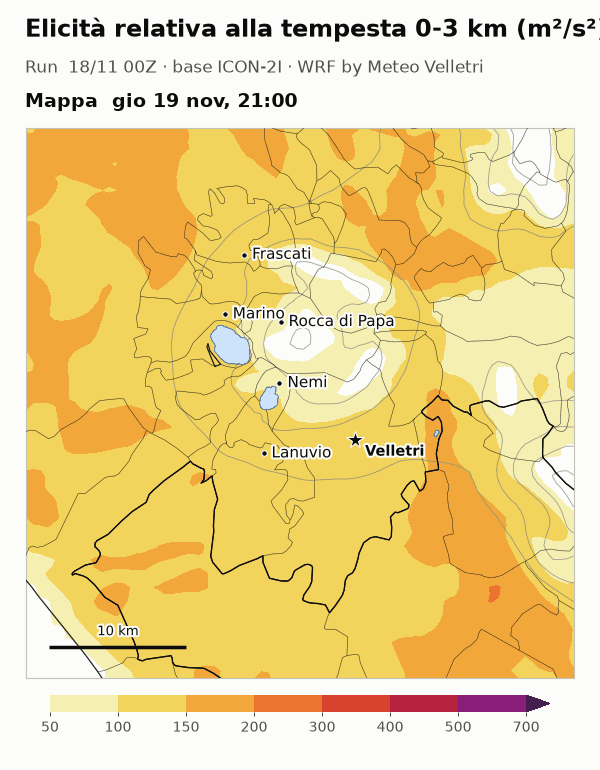 Elicità relativa alla tempesta 0-3 km (m²/s²)
Run 18/11 00Z · base ICON-2I · WRF by Meteo Velletri
Mappa gio 19 nov, 21:00
Frascati
Marino
Rocca di Papa
Nemi
Velletri
Lanuvio
10 km
50 100 150 200 300 400 500 700